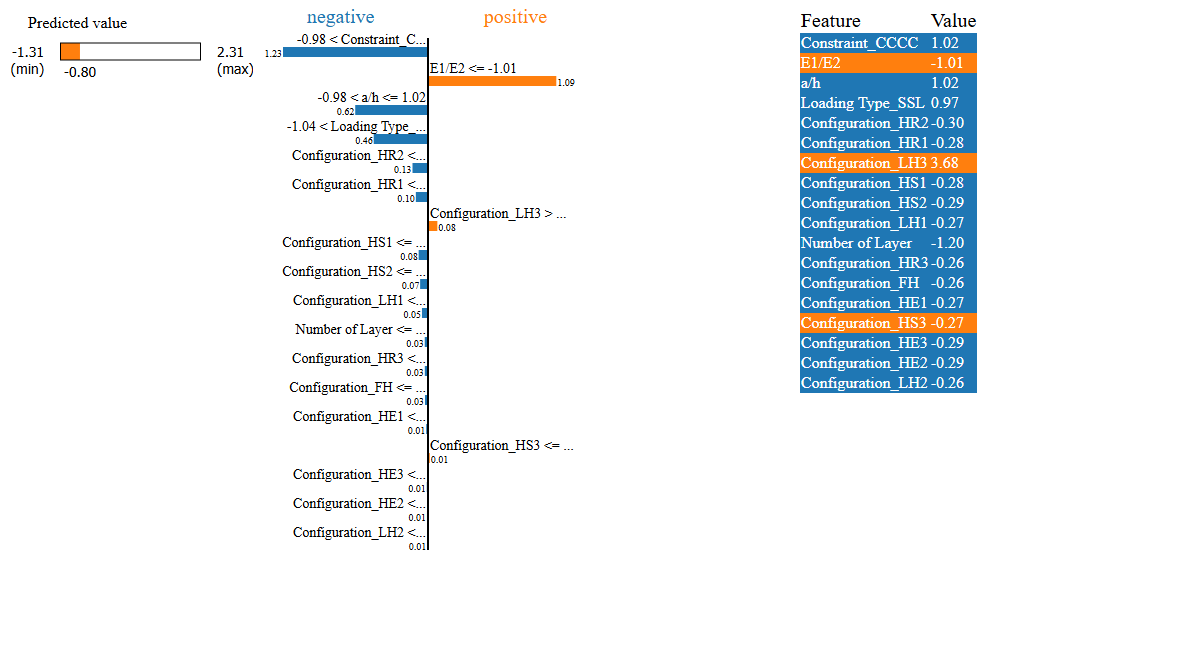 Predicted value
-1.31
(min)
-0.80
2.31
(max)
negative
positive
-0.98 < Constraint_C...
1.23
E1/E2 <= -1.01
1.09
-0.98 < a/h <= 1.02
0.62
-1.04 < Loading Type_...
0.46
Configuration_HR2 <...
0.13
Configuration_HR1 <...
0.10
Configuration_LH3 > ...
0.08
Configuration_HS1 <= ...
0.08
Configuration_HS2 <= ...
0.07
Configuration_LH1 <...
0.05
Number of Layer <= ...
0.03
Configuration_HR3 <...
0.03
Configuration_FH <= ...
0.03
Configuration_HE1 <...
0.01
Configuration_HS3 <= ...
0.01
Configuration_HE3 <...
0.01
Configuration_HE2 <...
0.01
Configuration_LH2 <...
0.01
Feature Value
Constraint_CCCC 1.02
E1/E2 -1.01
a/h 1.02
Loading Type_SSL 0.97
Configuration_HR2 -0.30
Configuration_HR1 -0.28
Configuration_LH3 3.68
Configuration_HS1 -0.28
Configuration_HS2 -0.29
Configuration_LH1 -0.27
Number of Layer -1.20
Configuration_HR3 -0.26
Configuration_FH -0.26
Configuration_HE1 -0.27
Configuration_HS3 -0.27
Configuration_HE3 -0.29
Configuration_HE2 -0.29
Configuration_LH2 -0.26